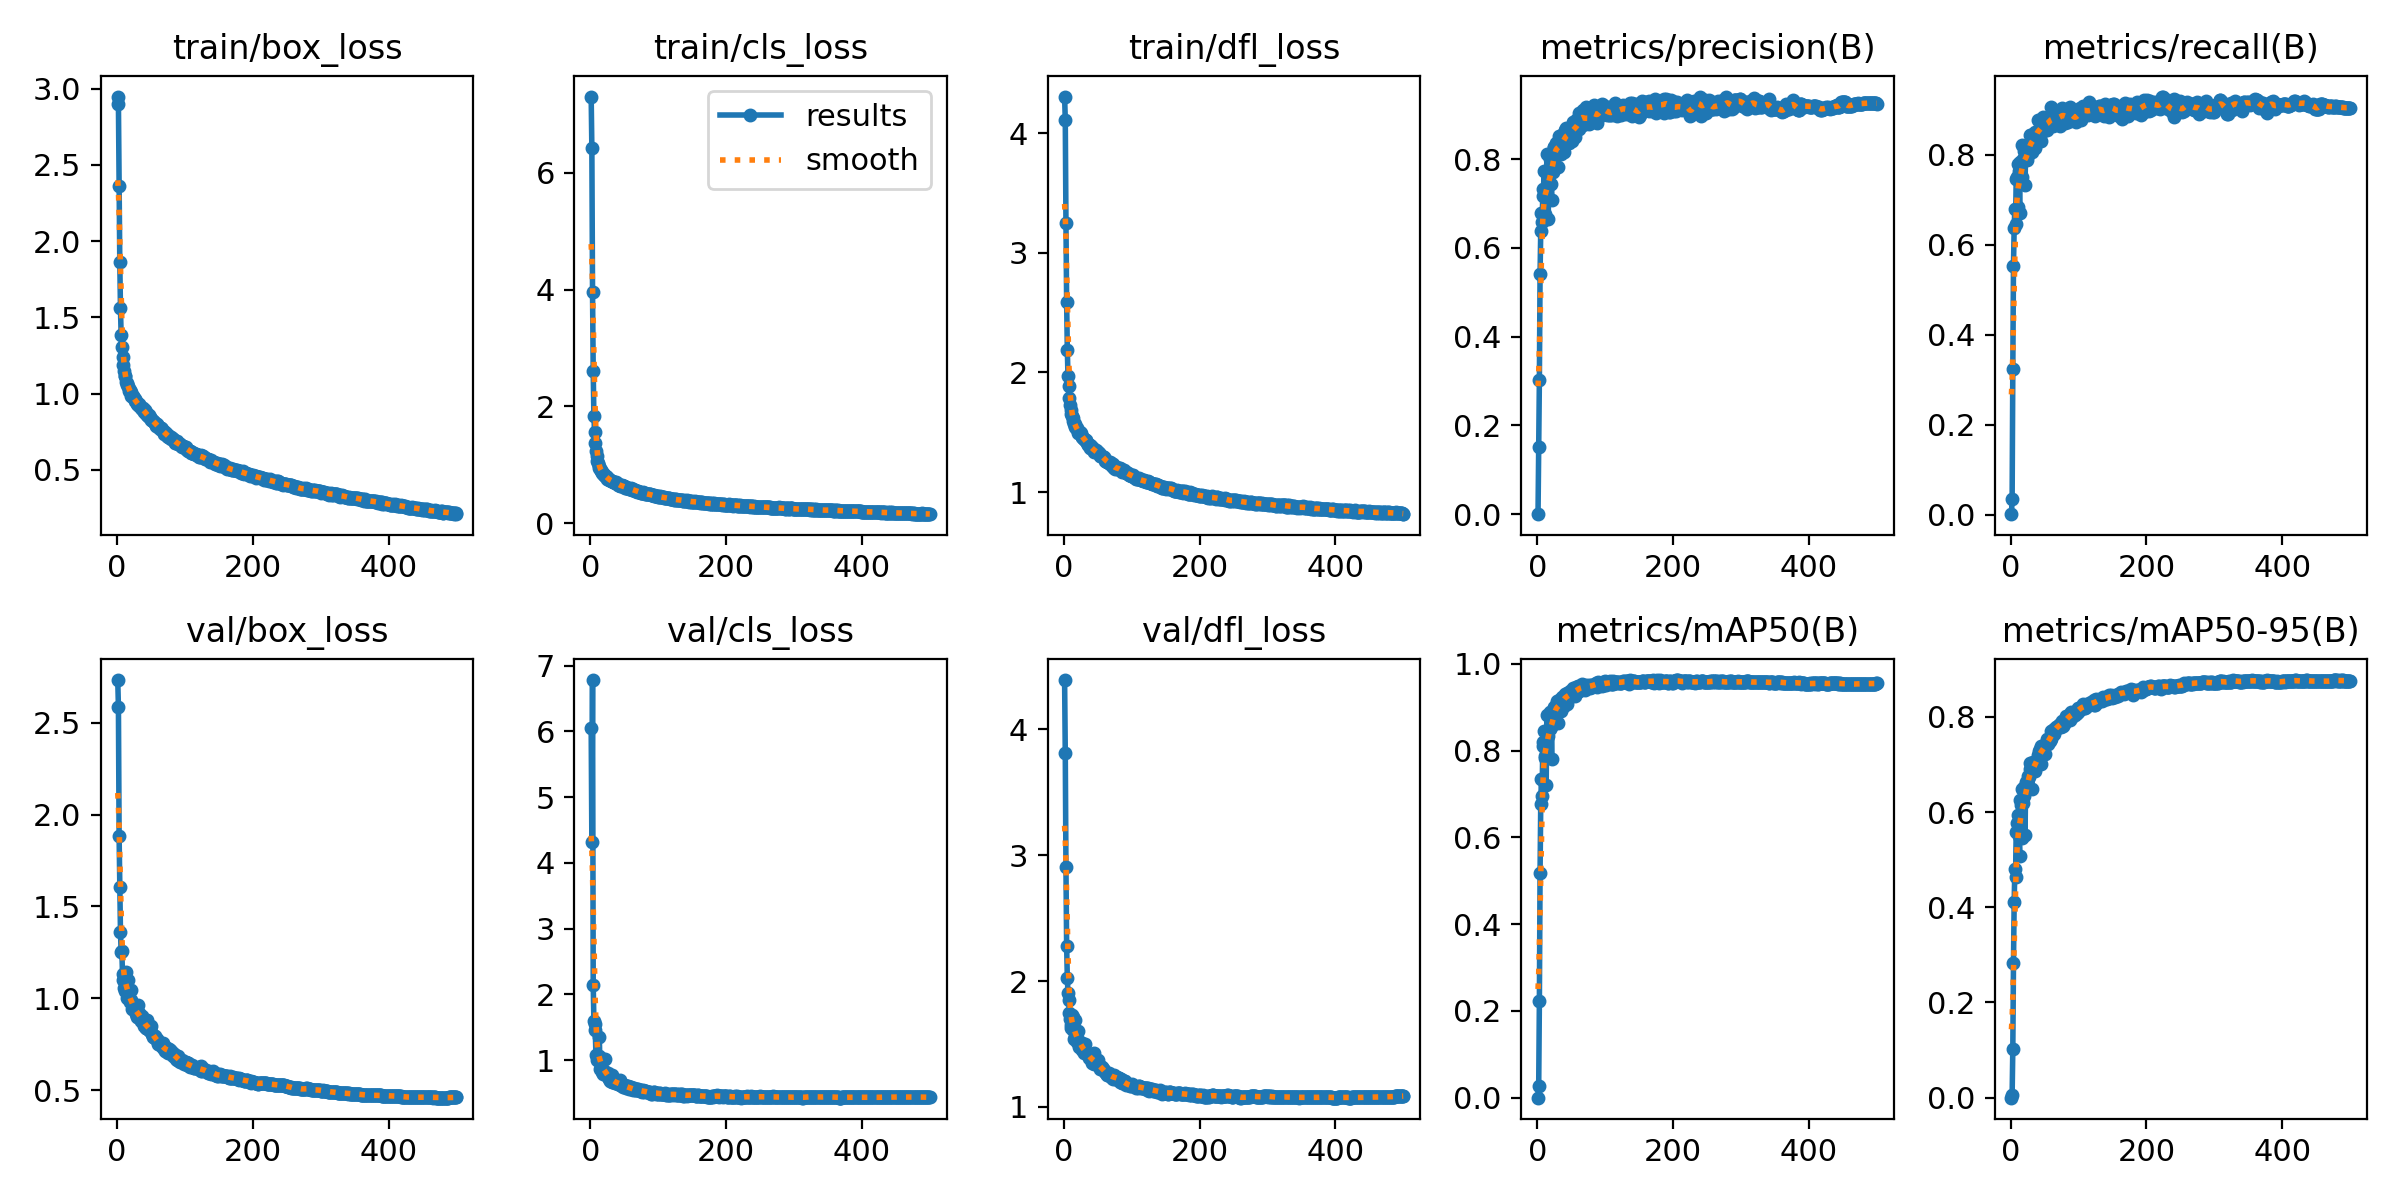 train/box_loss
train/cls_loss
train/dfl_loss
metrics/precision(B)
metrics/recall(B)
3.0
2.5
2.0
1.5
1.0
0.5
0 200 400
6
4
2
0
0 200 400
results
smooth
4
3
2
1
0 200 400
0.8
0.6
0.4
0.2
0.0
0 200 400
0.8
0.6
0.4
0.2
0.0
0 200 400
val/box_loss
val/cls_loss
val/dfl_loss
metrics/mAP50(B)
metrics/mAP50-95(B)
2.5
2.0
1.5
1.0
0.5
0 200 400
7
6
5
4
3
2
1
0 200 400
4
3
2
1
0 200 400
1.0
0.8
0.6
0.4
0.2
0.0
0 200 400
0.8
0.6
0.4
0.2
0.0
0 200 400